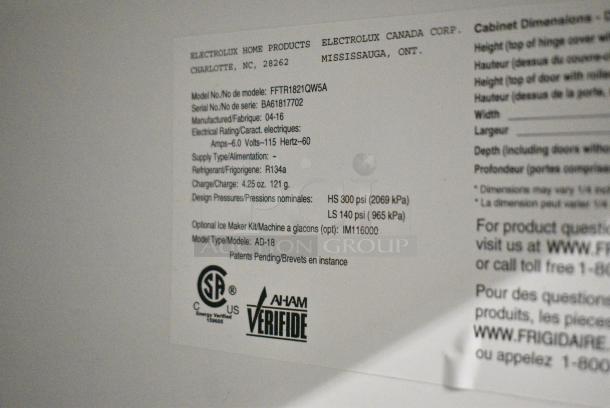 ELECTROLUX HOME PRODUCTS ELECTROLUX CANADA CORP.
CHARLOTTE, NC, 28262 MISSISSAUGA, ONT.
Model No./No de modele: FFTR1821QW5A
Serial No./No de serie: BA61817702
Manufactured/Fabrique: 04-16
Electrical Rating/Caract. electriques:
Amps-6.0 Volts-115 Hertz-60
Supply Type/Alimentation: -
Refrigerant/Frigorigene: R134a
Charge/Charge: 4.25 oz. 121 g.
Design Pressures/Pressions nominales: HS 300 psi (2069 kPa)
LS 140 psi ( 965 kPa)
Optional Ice Maker Kit/Machine a glacons (opt): IM116000
Model Type/Modele: AD-18
Patents Pending/Brevets en instance
AUCTION GROUP
CSA ®
C US
Energy Verified
AHAM
VERIFIDE
Cabinet Dimensions -
Height (top of hinge cover
Hauteur (dessus du
Height (top of door with
Hauteur (dessus de la porte,
Width
Largeur
Depth (including doors
Profondeur (portes
* Dimensions may vary 1/4
* La dimension peut varier 1/4
For product
visit us at WWW.FR
or call toll free 1-8
Pour des questions
produits, les pieces
WWW.FRIGIDAIRE.
ou appelez 1-800